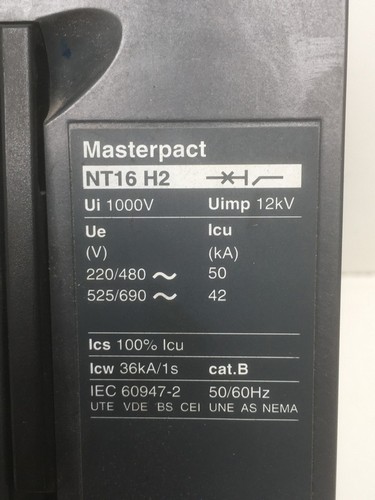 Masterpact
NT16 H2
Ui 1000V Uimp 12kV
Ue Icu
(V) (kA)
220/480 ~ 50
525/690 ~ 42
Ics 100% Icu
Icw 36kA/1s cat.B
IEC 60947-2 50/60Hz
UTE VDE BS CEI UNE AS NEMA